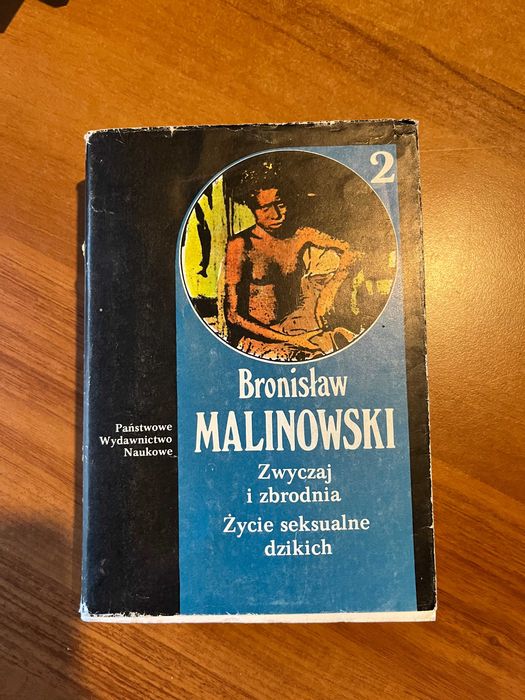 2
Bronisław
MALINOWSKI
Państwowe
Wydawnictwo
Naukowe
Zwyczaj
i zbrodnia
Życie seksualne
dzikich